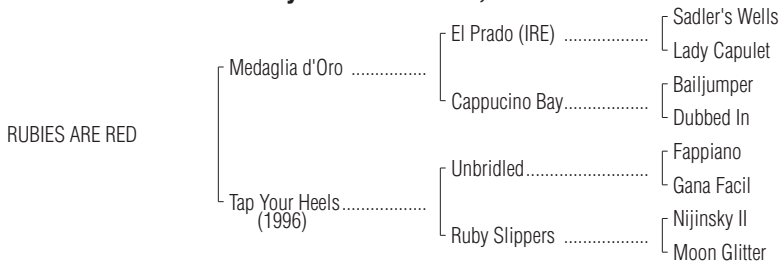 Sadler's Wells
El Prado (IRE) ..................
Lady Capulet
Medaglia d'Oro ................
Bailjumper
Cappucino Bay..................
Dubbed In
RUBIES ARE RED
Fappiano
Unbridled..........................
Gana Facil
Tap Your Heels..................
(1996)
Nijinsky II
Ruby Slippers ..................
Moon Glitter